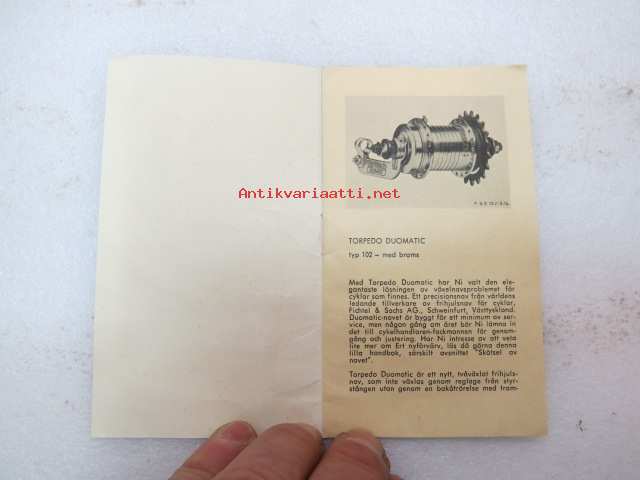 Antikvariaatti.net
TORPEDO DUOMATIC
typ 102 – med broms
Med Torpedo Duomatic har Ni valt den ele-
gantaste lösningen av växelnavsproblemet för
cyklar som finnes. Ett precisionsnav från världens
ledande tillverkare av frihjulsnav för cyklar,
Fichtel & Sachs AG., Schweinfurt, Västtyskland.
Duomatic-navet är byggt för ett minimum av ser-
vice, men någon gång om året bör Ni lämna in
det till cykelhandlaren-fackmannen för genom-
gång och justering. Har Ni intresse av att veta
lite mer om Ert nyförvärv, läs då gärna denna
lilla handbok, särskilt avsnittet "Skötsel av
navet".
Torpedo Duomatic är ett nytt, tvåväxlat frihjuls-
nav, som inte växlas genom reglage från styr-
stången utan genom en bakåtrörelse med tram-